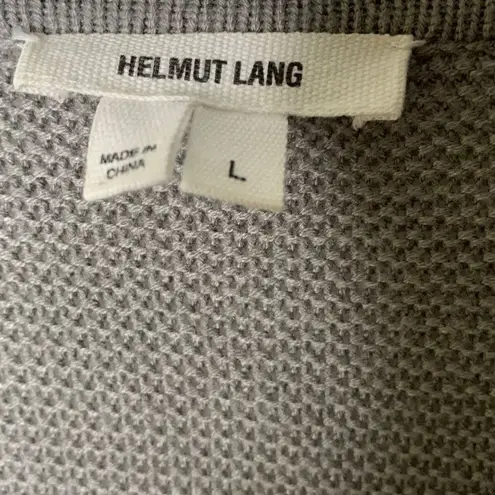 HELMUT LANG
MADE IN
CHINA
L.